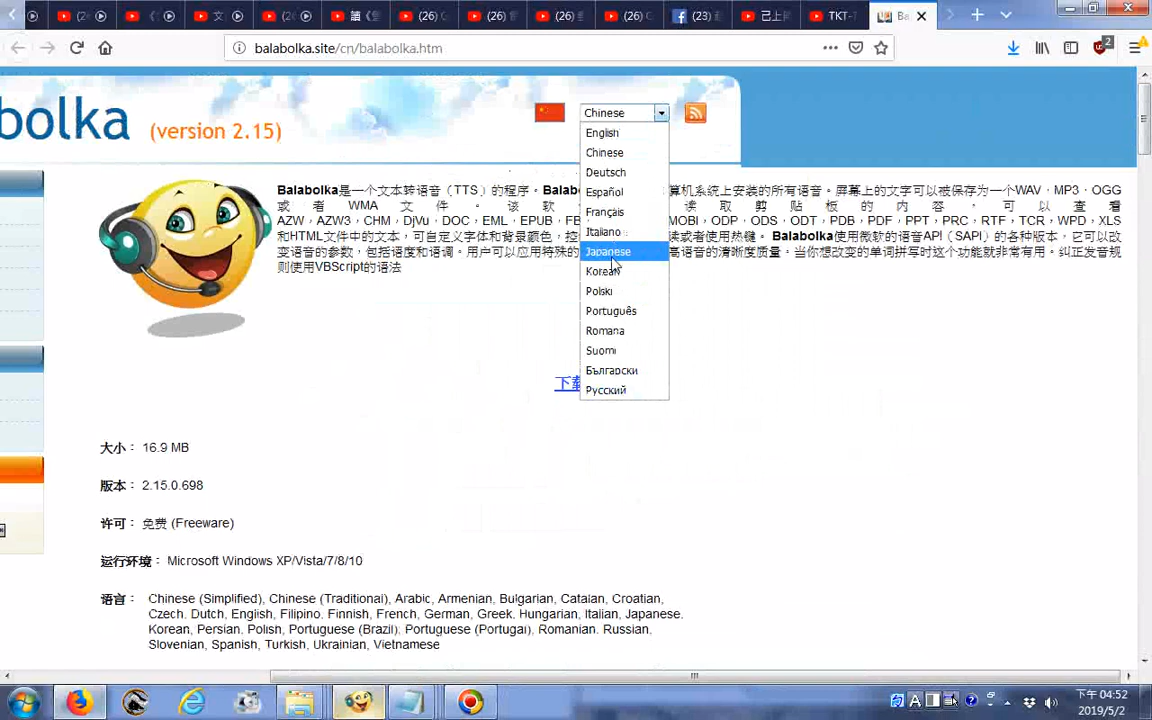 (26)
文
(26)
(26)
(26)
(26)
(23)
己上
TKT-
Ba
balabolka.site/cn/balabolka.htm
2
bolka (version 2.15)
Chinese
English
Chinese
Deutsch
Español
Français
Italiano
Japanese
Korean
Polski
Português
Romana
Suomi
Български
Русский
Balabolka是一个文本转语音（TTS）的程序。Balab 算机系统上安装的所有语音。屏幕上的文字可以被保存为一个WAV，MP3，OGG
或者WMA文件。该软 读取剪贴板的内容，可以查看
AZW，AZW3，CHM，DjVu，DOC，EML，EPUB，FB MOBI，ODP，ODS，ODT，PDB，PDF，PPT，PRC，RTF，TCR，WPD，XLS
和HTML文件中的文本，可自定义字体和背景颜色，控 读或者使用热键。Balabolka使用微软的语音API（SAPI）的各种版本，它可以改
变语音的参数，包括语度和语调。用户可以应用特殊的 高语音的清晰度质量。当你想改变的单词拼写时这个功能就非常有用。纠正发音规
则使用VBScript的语法
下载
大小： 16.9 MB
版本： 2.15.0.698
许可： 免费 (Freeware)
运行环境： Microsoft Windows XP/Vista/7/8/10
语言： Chinese (Simplified), Chinese (Traditional), Arabic, Armenian, Bulgarian, Catalan, Croatian,
Czech, Dutch, English, Filipino, Finnish, French, German, Greek, Hungarian, Italian, Japanese,
Korean, Persian, Polish, Portuguese (Brazil), Portuguese (Portugal), Romanian, Russian,
Slovenian, Spanish, Turkish, Ukrainian, Vietnamese
A
下午 04:52
2019/5/2